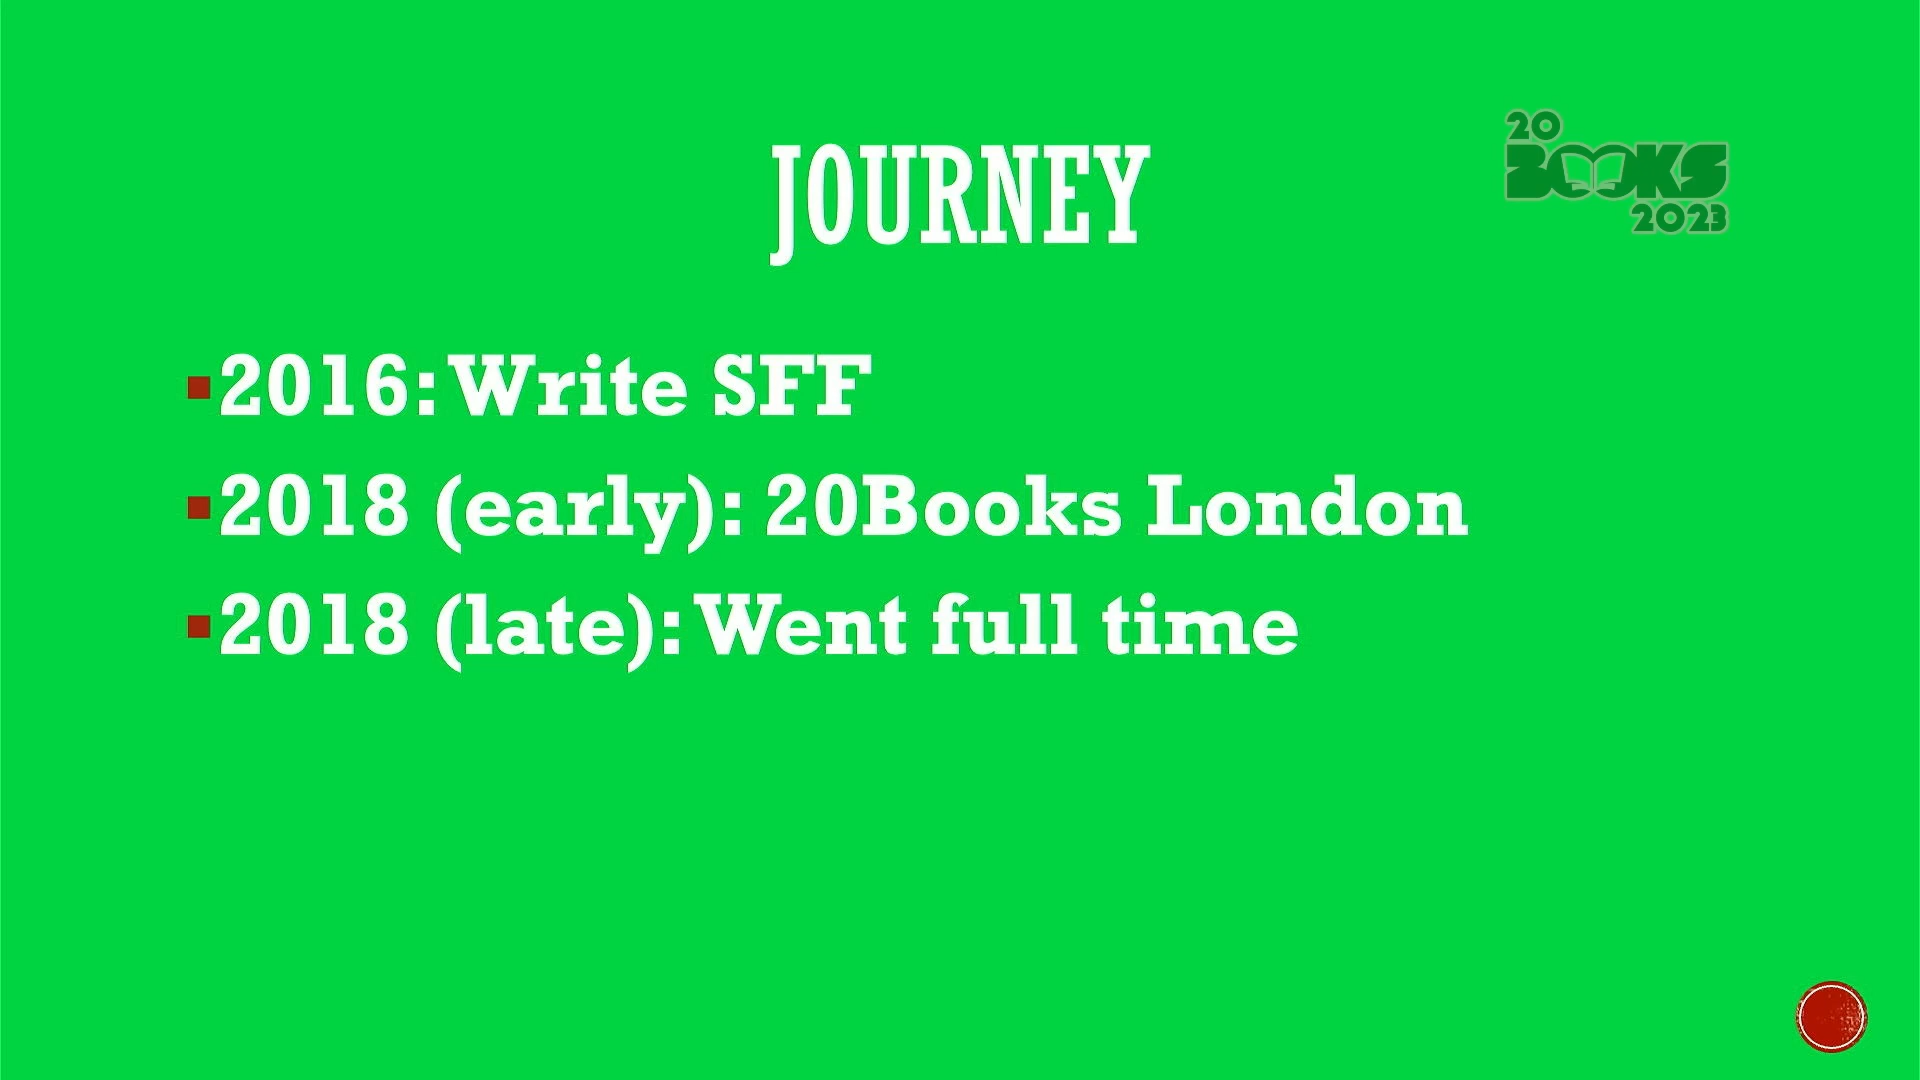 JOURNEY
20
BOOKS
2023
2016: Write SFF
2018 (early): 20Books London
2018 (late): Went full time